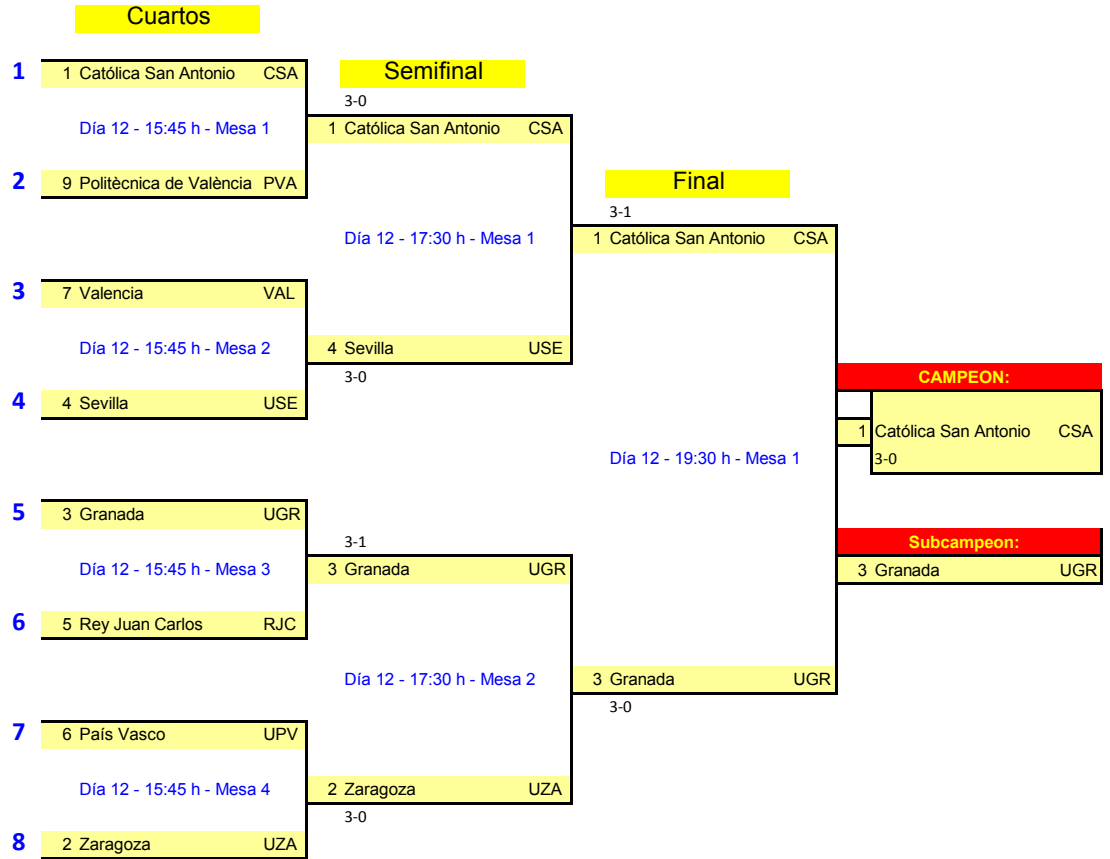 Cuartos
1 1 Católica San Antonio CSA
Semifinal
3-0
Día 12 - 15:45 h - Mesa 1
1 Católica San Antonio CSA
2 9 Politècnica de València PVA
Final
3-1
Día 12 - 17:30 h - Mesa 1
1 Católica San Antonio CSA
3 7 Valencia VAL
Día 12 - 15:45 h - Mesa 2
4 Sevilla USE
3-0
CAMPEON:
4 4 Sevilla USE
1 Católica San Antonio CSA
Día 12 - 19:30 h - Mesa 1
3-0
5 3 Granada UGR
3-1
Subcampeon:
Día 12 - 15:45 h - Mesa 3
3 Granada UGR
3 Granada UGR
6 5 Rey Juan Carlos RJC
Día 12 - 17:30 h - Mesa 2
3 Granada UGR
3-0
7 6 País Vasco UPV
Día 12 - 15:45 h - Mesa 4
2 Zaragoza UZA
3-0
8 2 Zaragoza UZA